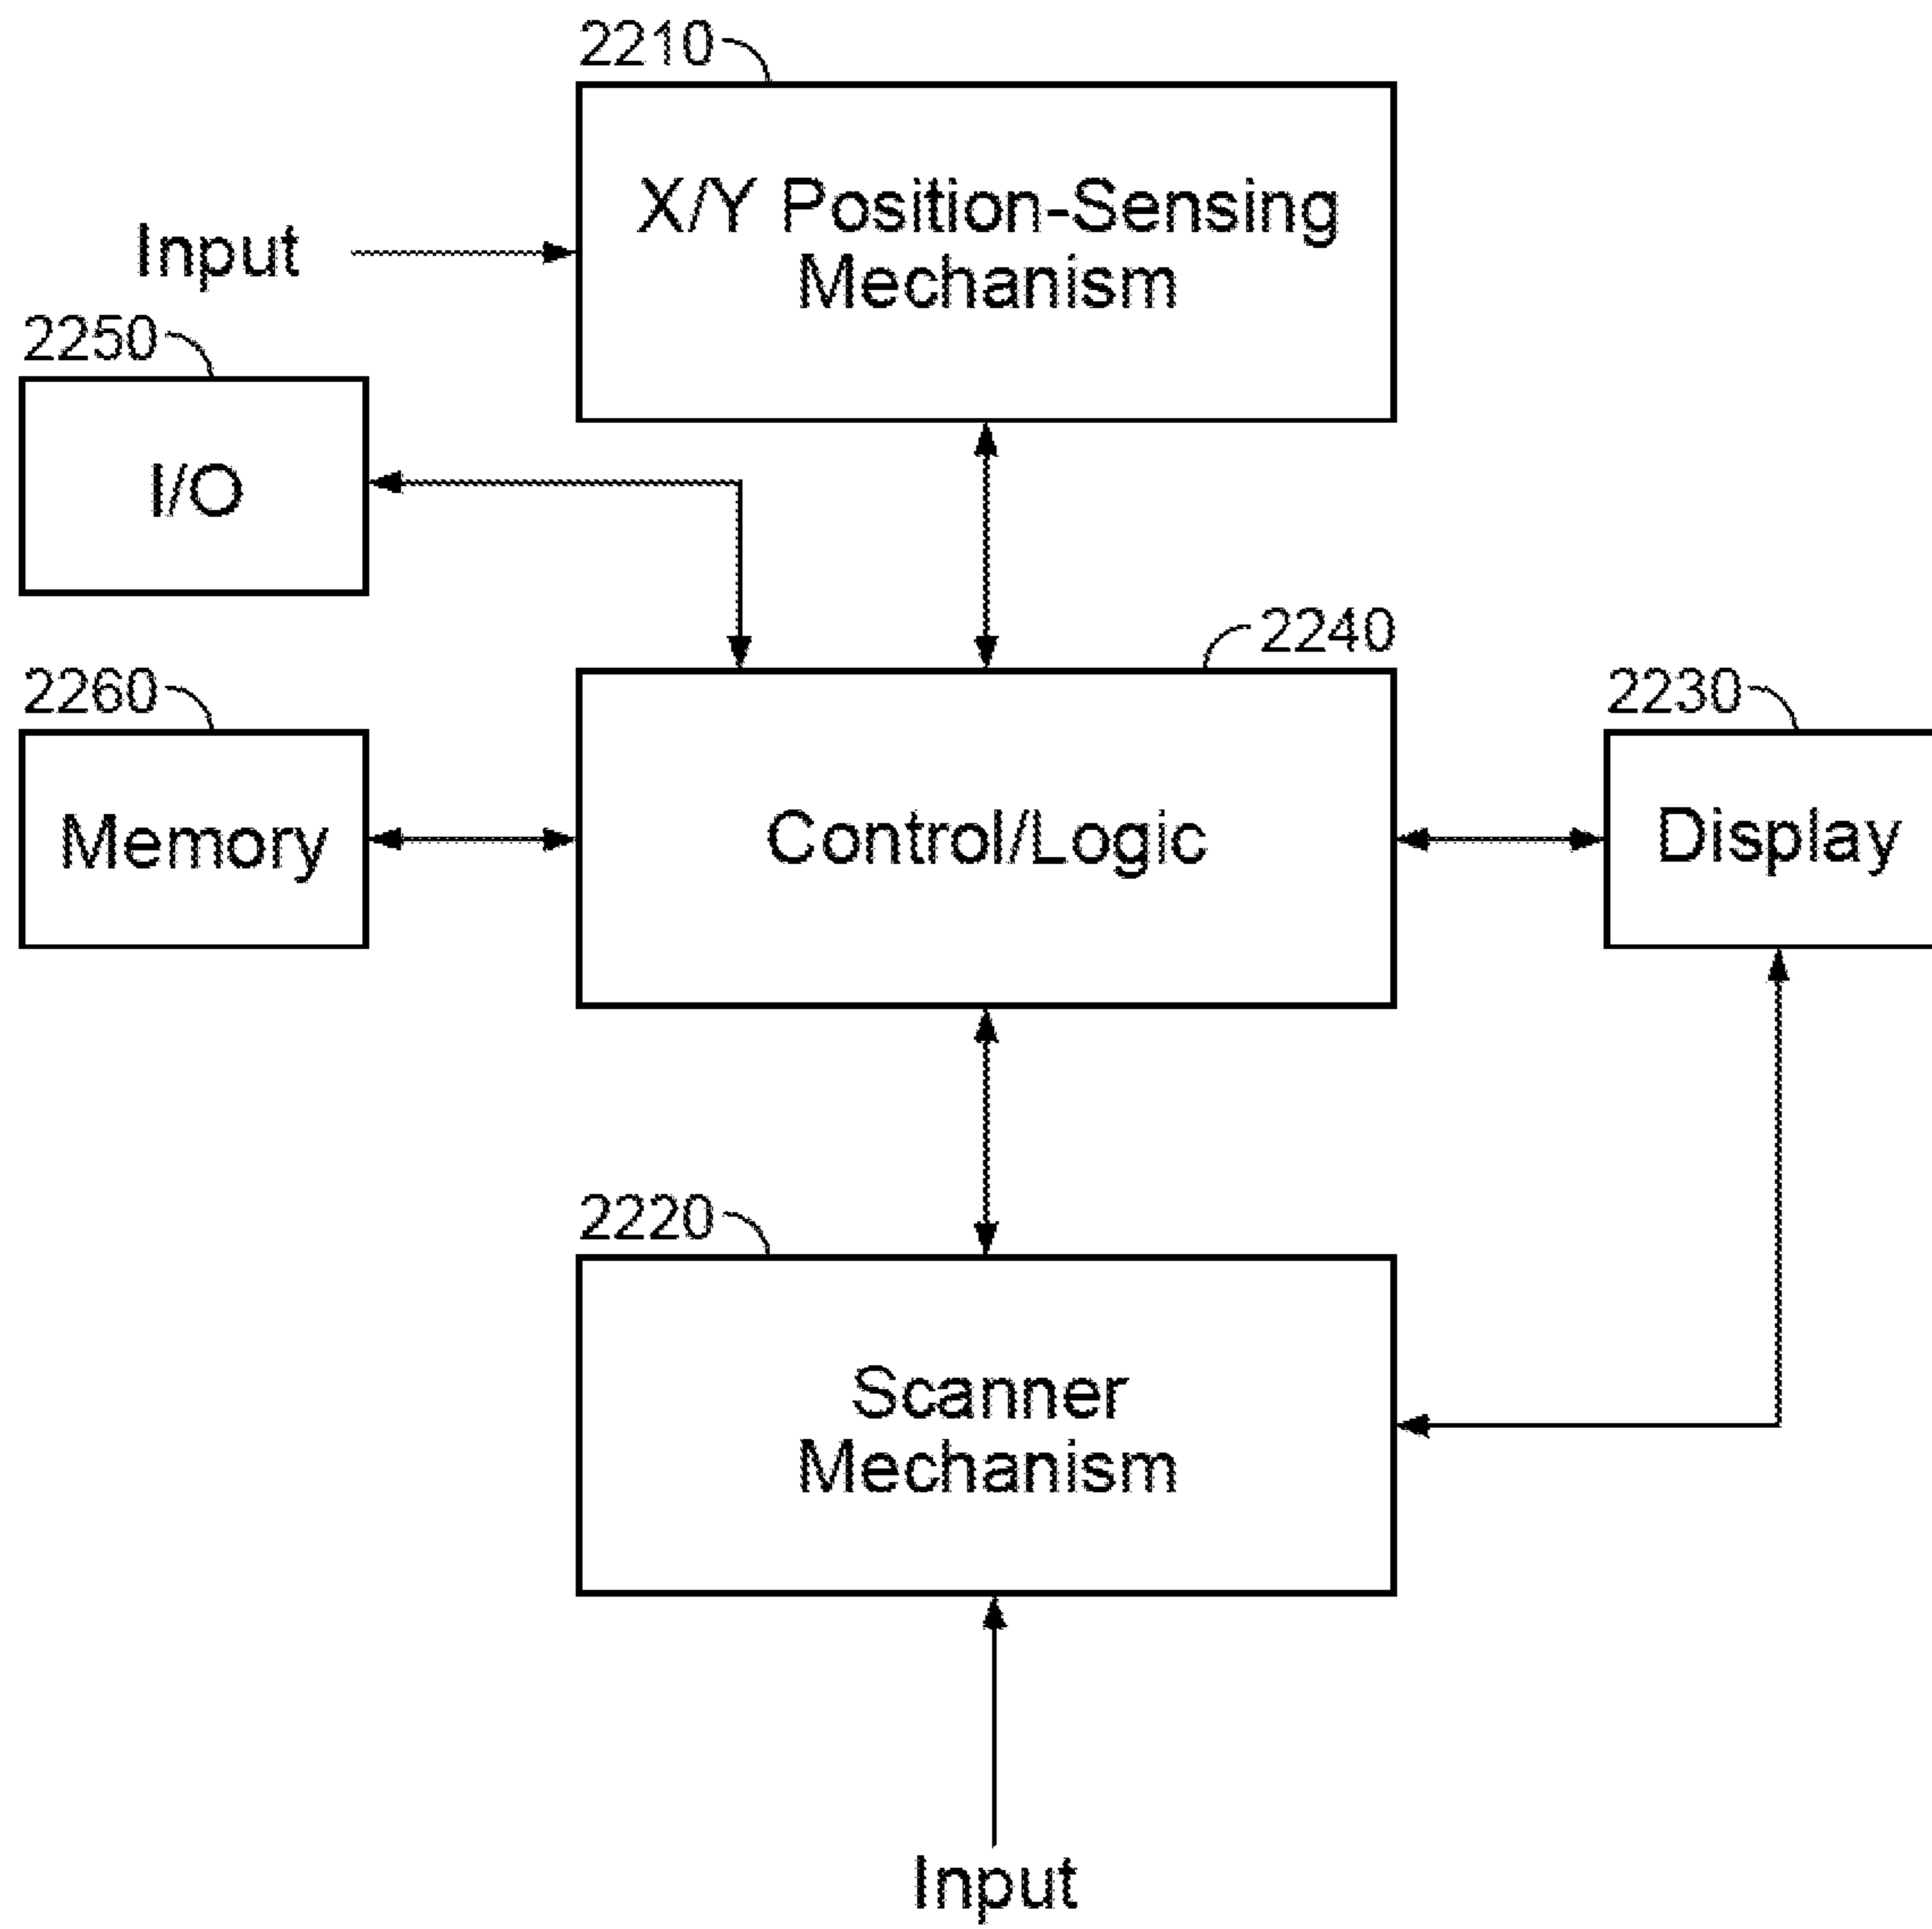 2210
X/Y Position-Sensing
Mechanism
Input
2250
I/O
2240
2260
2230
Memory
Control/Logic
Display
2220
Scanner
Mechanism
Input